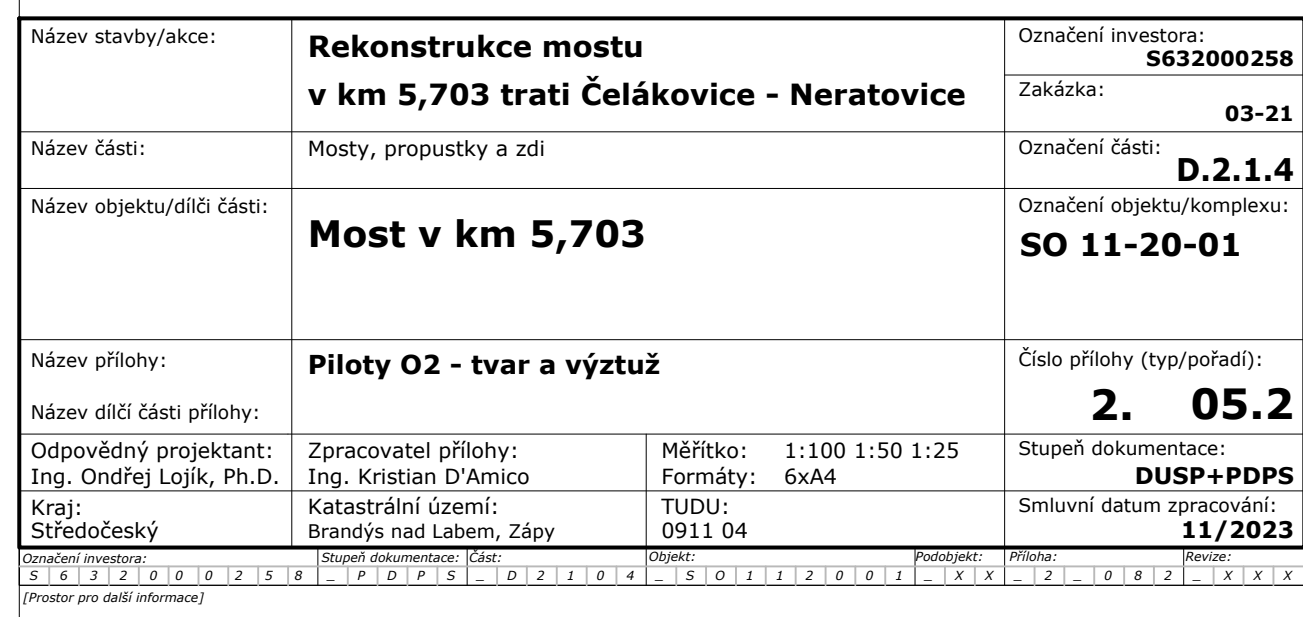 Název stavby/akce:
Rekonstrukce mostu
v km 5,703 trati Čelákovice - Neratovice
Označení investora:
S632000258
Zakázka:
03-21
Název části:
Mosty, propustky a zdi
Označení části:
D.2.1.4
Název objektu/dílči části:
Most v km 5,703
Označení objektu/komplexu:
SO 11-20-01
Název přílohy:
Piloty O2 - tvar a výztuž
Název dílčí části přílohy:
Číslo přílohy (typ/pořadí):
2. 05.2
Odpovědný projektant:
Ing. Ondřej Lojík, Ph.D.
Zpracovatel přílohy:
Ing. Kristian D'Amico
Měřítko: 1:100 1:50 1:25
Formáty: 6xA4
Stupeň dokumentace:
DUSP+PDPS
Kraj:
Středočeský
Katastrální území:
Brandýs nad Labem, Zápy
TUDU:
0911 04
Smluvní datum zpracování:
11/2023
Označení investora: Stupeň dokumentace: Část: Objekt: Podobjekt: Příloha: Revize:
S 6 3 2 0 0 0 2 5 8 _ P D P S _ D 2 1 0 4 _ S O 1 1 2 0 0 1 _ X X _ 2 _ 0 8 2 _ X X X
[Prostor pro další informace]